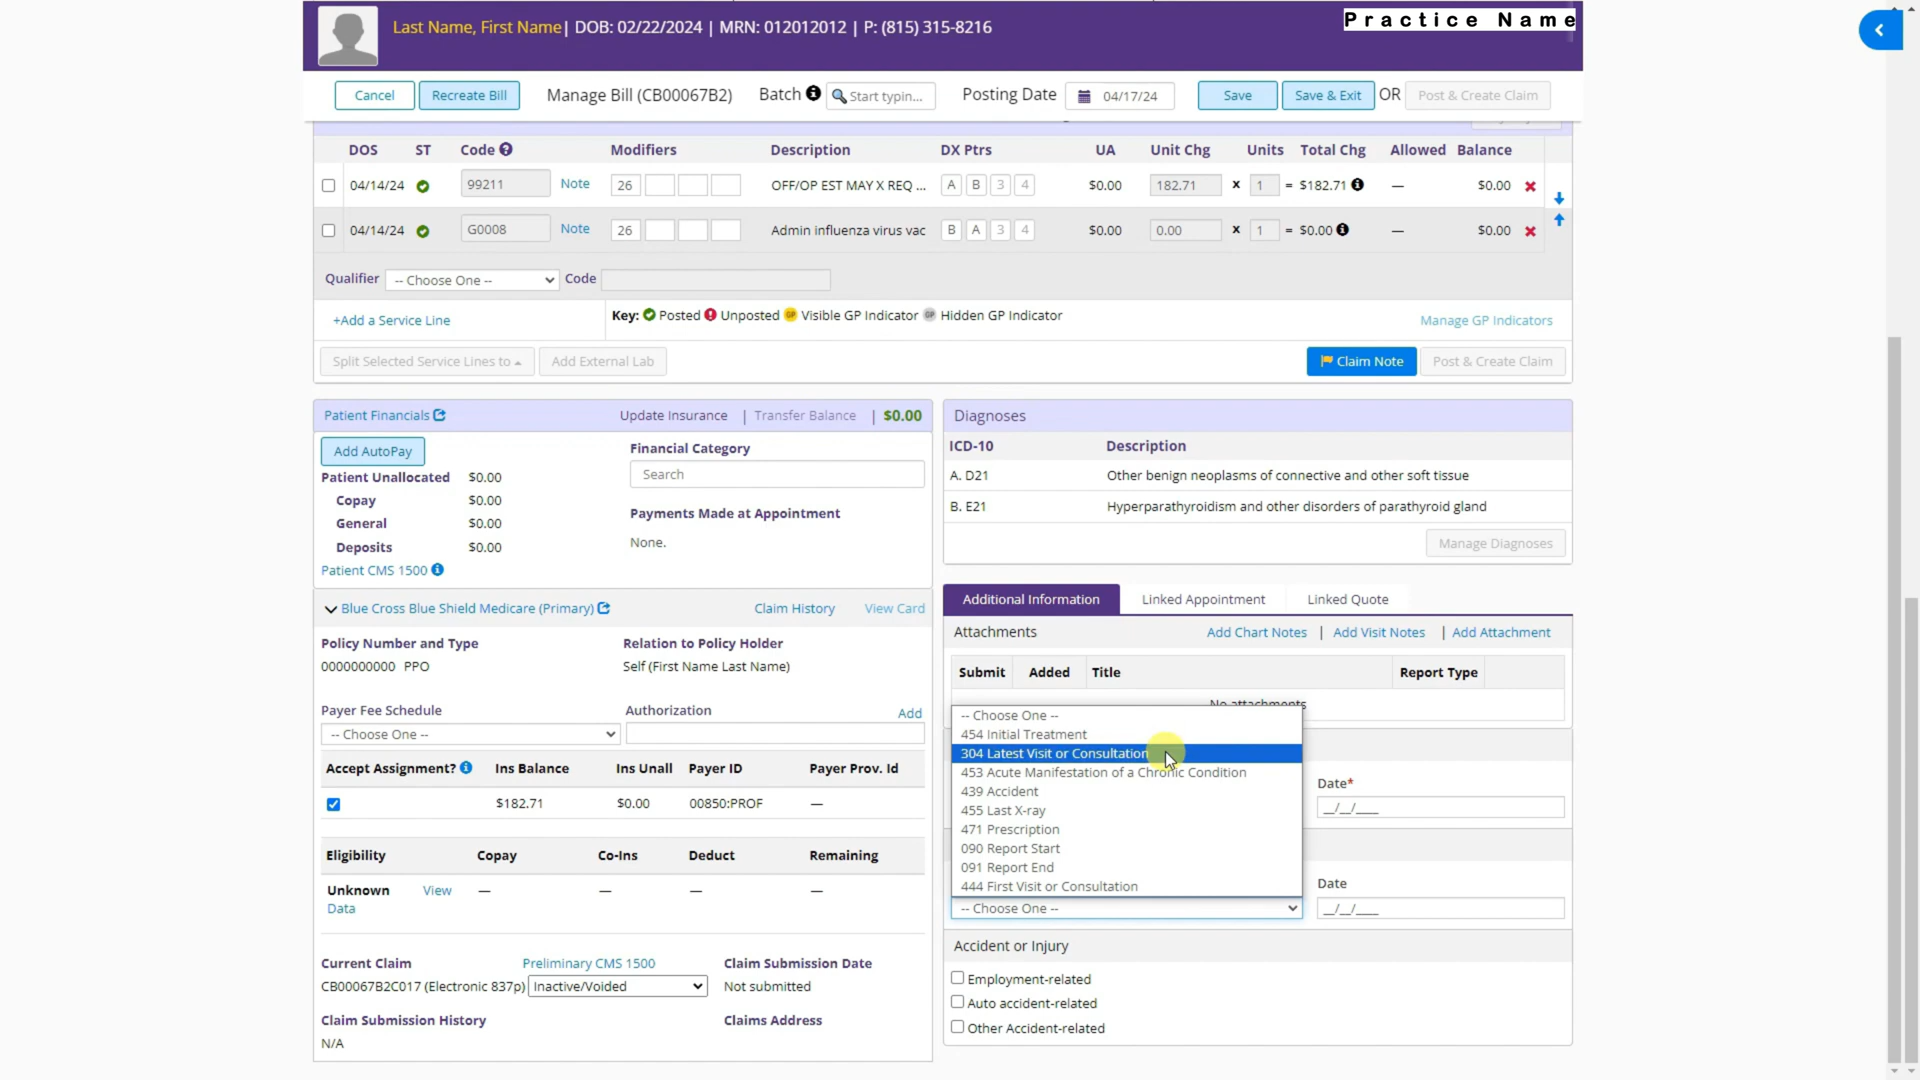 Last Name, First Name| DOB: 02/22/2024 | MRN: 012012012 | P: (815) 315-8216
Practice Name
Cancel Recreate Bill Manage Bill (CB00067B2) Batch Start typin... Posting Date 04/17/24 Save Save & Exit OR Post & Create Claim
DOS ST Code Modifiers Description DX Ptrs UA Unit Chg Units Total Chg Allowed Balance
04/14/24 99211 Note 26 OFF/OP EST MAY X REQ ... A B 3 4 $0.00 182.71 x 1 = $182.71 — $0.00
04/14/24 G0008 Note 26 Admin influenza virus vac B A 3 4 $0.00 0.00 x 1 = $0.00 — $0.00
Qualifier -- Choose One -- Code
+Add a Service Line Key: Posted Unposted GP Visible GP Indicator GP Hidden GP Indicator Manage GP Indicators
Split Selected Service Lines to Add External Lab Claim Note Post & Create Claim
Patient Financials Update Insurance | Transfer Balance | $0.00
Add AutoPay
Patient Unallocated $0.00
Copay $0.00
General $0.00
Deposits $0.00
Patient CMS 1500
Financial Category
Search
Payments Made at Appointment
None.
Diagnoses
ICD-10 Description
A. D21 Other benign neoplasms of connective and other soft tissue
B. E21 Hyperparathyroidism and other disorders of parathyroid gland
Manage Diagnoses
Blue Cross Blue Shield Medicare (Primary) Claim History View Card
Policy Number and Type Relation to Policy Holder
0000000000 PPO Self (First Name Last Name)
Payer Fee Schedule Authorization Add
-- Choose One --
Accept Assignment? Ins Balance Ins Unall Payer ID Payer Prov. Id
$182.71 $0.00 00850:PROF —
Eligibility Copay Co-Ins Deduct Remaining
Unknown View — — — —
Data
Current Claim Preliminary CMS 1500 Claim Submission Date
CB00067B2C017 (Electronic 837p) Inactive/Voided Not submitted
Claim Submission History Claims Address
N/A
Additional Information Linked Appointment Linked Quote
Attachments Add Chart Notes | Add Visit Notes | Add Attachment
Submit Added Title Report Type
No attachments
-- Choose One --
454 Initial Treatment
304 Latest Visit or Consultation
453 Acute Manifestation of a Chronic Condition
439 Accident
455 Last X-ray
471 Prescription
090 Report Start
091 Report End
444 First Visit or Consultation
Date*
__/__/____
Date
-- Choose One -- __/__/____
Accident or Injury
Employment-related
Auto accident-related
Other Accident-related